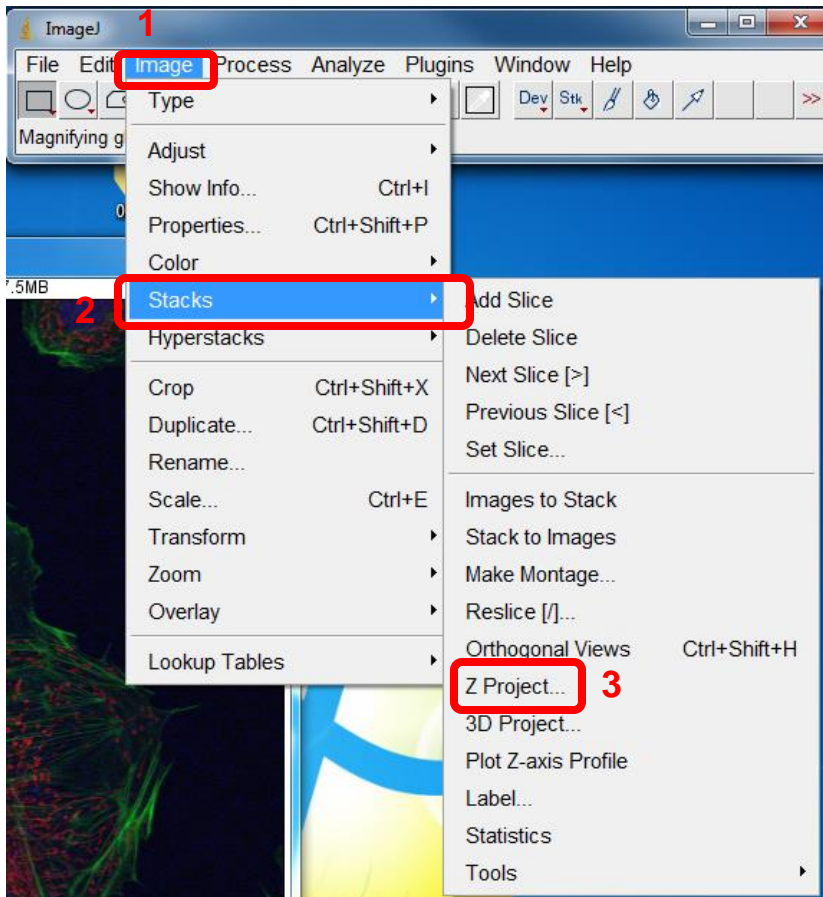 ImageJ
1
File Edit Image Process Analyze Plugins Window Help
Dev Stk >>
Magnifying
Type
Adjust
Show Info... Ctrl+I
Properties... Ctrl+Shift+P
Color
Stacks
2
Hyperstacks
Crop Ctrl+Shift+X
Duplicate... Ctrl+Shift+D
Rename...
Scale... Ctrl+E
Transform
Zoom
Overlay
Lookup Tables
.5MB
Add Slice
Delete Slice
Next Slice [>]
Previous Slice [<]
Set Slice...
Images to Stack
Stack to Images
Make Montage...
Reslice [/]...
Orthogonal Views Ctrl+Shift+H
Z Project... 3
3D Project...
Plot Z-axis Profile
Label...
Statistics
Tools